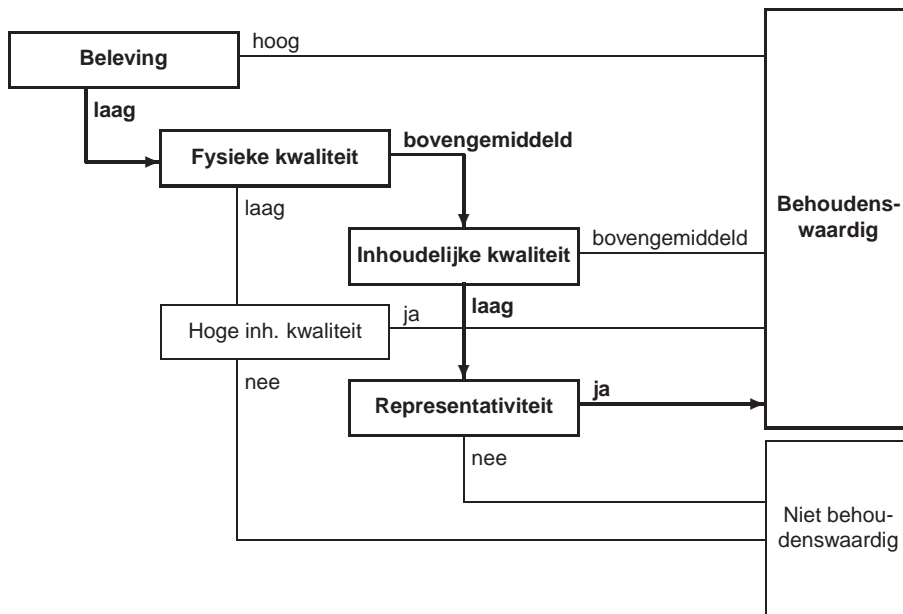 hoog
Beleving
laag
bovengemiddeld
Fysieke kwaliteit
laag
Behoudens-
waardig
bovengemiddeld
Inhoudelijke kwaliteit
laag
ja
Hoge inh. kwaliteit
nee
ja
Representativiteit
nee
Niet behou-
denswaardig